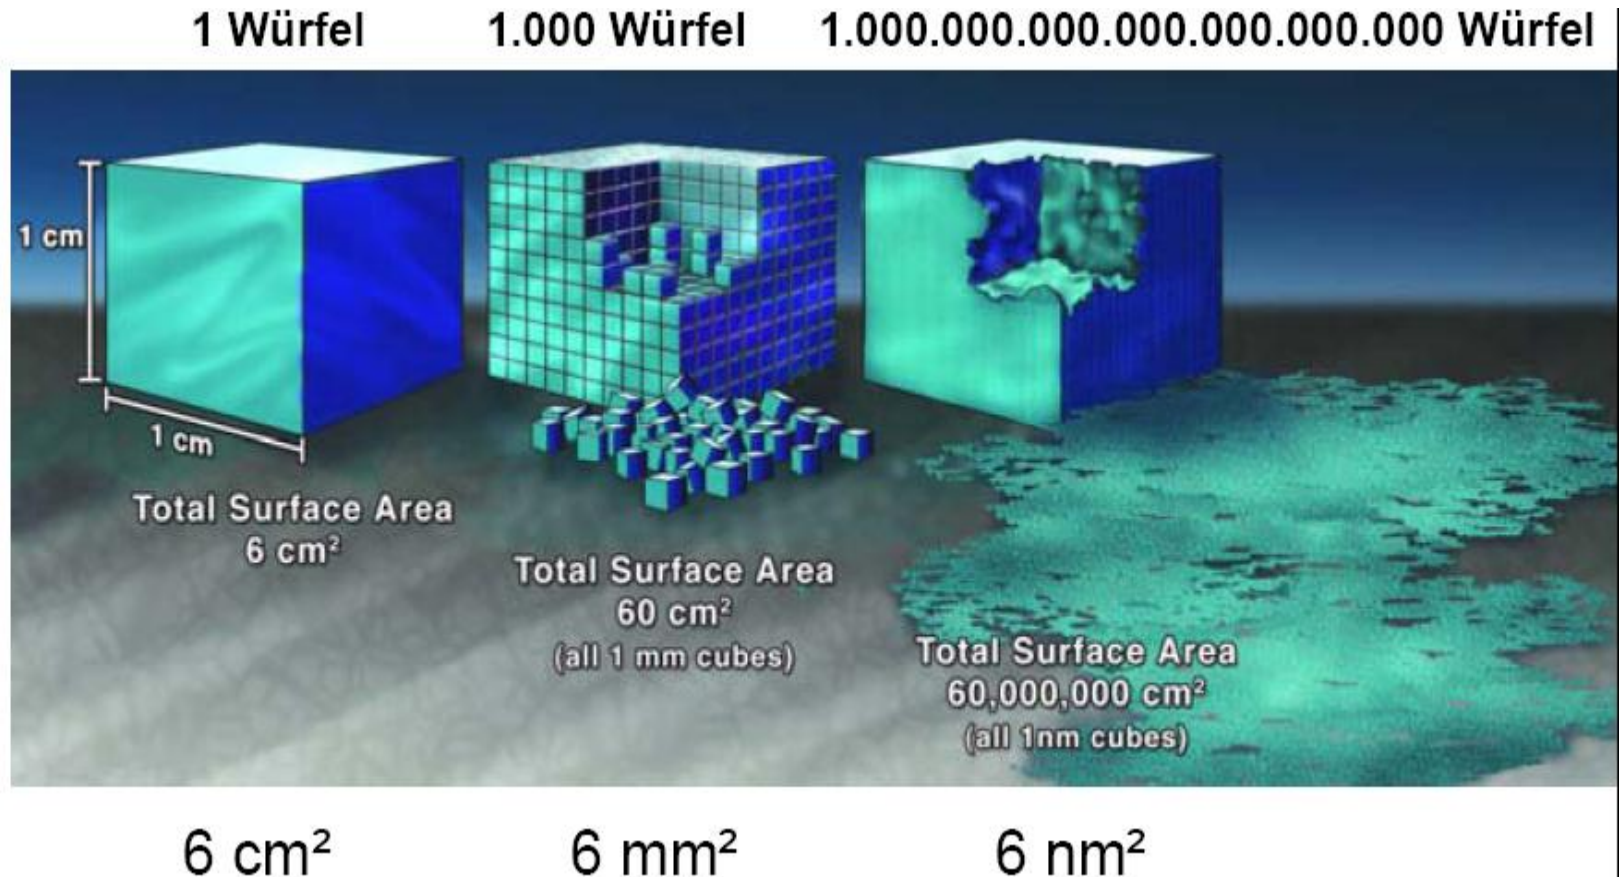 1 Würfel
1.000 Würfel
1.000.000.000.000.000.000.000 Würfel
1 cm
1 cm
Total Surface Area
6 cm²
Total Surface Area
60 cm²
(all 1 mm cubes)
Total Surface Area
60,000,000 cm²
(all 1nm cubes)
6 cm²
6 mm²
6 nm²